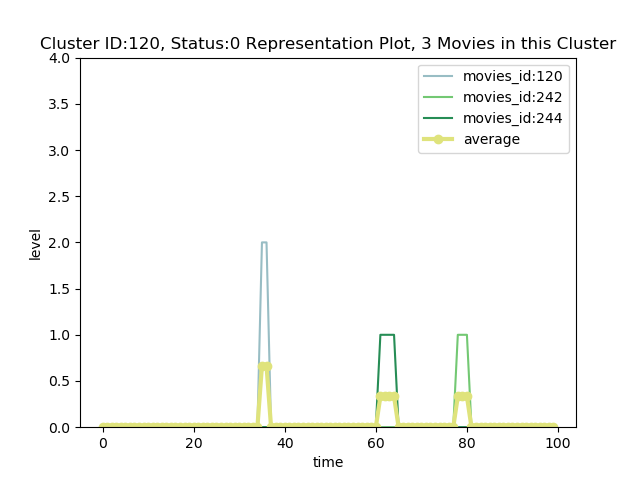 Cluster ID:120, Status:0 Representation Plot, 3 Movies in this Cluster
4.0
3.5
3.0
2.5
2.0
1.5
1.0
0.5
0.0
level
movies_id:120
movies_id:242
movies_id:244
average
0 20 40 60 80 100
time